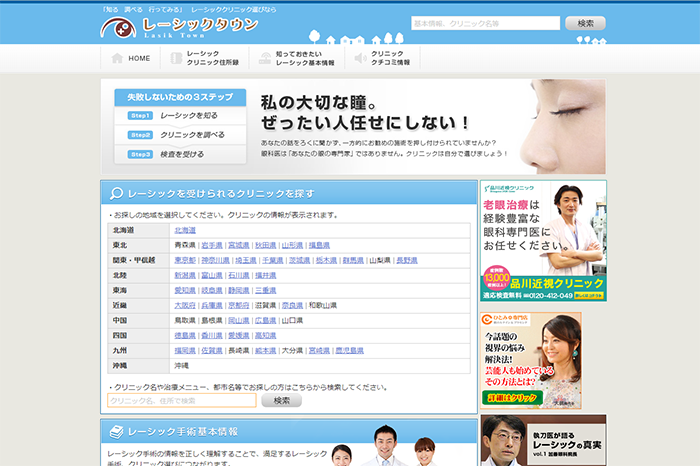 「知る 調べる 行ってみる」 レーシッククリニック選びなら
レーシックタウン
Lasik Town
基本情報、クリニック名等
検索
HOME
レーシック
クリニック住所録
知っておきたい
レーシック基本情報
クリニック
クチコミ情報
失敗しないための3ステップ
Step1 レーシックを知る
Step2 クリニックを調べる
Step3 検査を受ける
私の大切な瞳。
ぜったい人任せにしない！
あなたの話をろくに聞かず、一方的にお勧めの施術を押し付けられていませんか？
眼科医は「あなたの眼の専門家」ではありません。クリニックは自分で選びましょう！
レーシックを受けられるクリニックを探す
・お探しの地域を選択してください。クリニックの情報が表示されます。
北海道 北海道
東北 青森県 | 岩手県 | 宮城県 | 秋田県 | 山形県 | 福島県
関東・甲信越 東京都 | 神奈川県 | 埼玉県 | 千葉県 | 茨城県 | 栃木県 | 群馬県 | 山梨県 | 長野県
北陸 新潟県 | 富山県 | 石川県 | 福井県
東海 愛知県 | 岐阜県 | 静岡県 | 三重県
近畿 大阪府 | 兵庫県 | 京都府 | 滋賀県 | 奈良県 | 和歌山県
中国 鳥取県 | 島根県 | 岡山県 | 広島県 | 山口県
四国 徳島県 | 香川県 | 愛媛県 | 高知県
九州 福岡県 | 佐賀県 | 長崎県 | 熊本県 | 大分県 | 宮崎県 | 鹿児島県
沖縄 沖縄
・クリニック名や治療メニュー、都市名等でお探しの方はこちらから検索してください。
クリニック名、住所で検索
検索
レーシック手術基本情報
レーシック手術の情報を正しく理解することで、満足するレーシック
手術、クリニック選びにつながります。
品川近視クリニック
老眼治療は
経験豊富な
眼科専門医に
お任せください。
13,000
品川近視クリニック
適応検査無料 0120-412-049
ひとみの専門店
今話題の
視界の悩み
解決法！
芸能人も始めている
その方法とは？
詳細はクリック
執刀医が語る
レーシックの真実
vol.1 加藤眼科院長